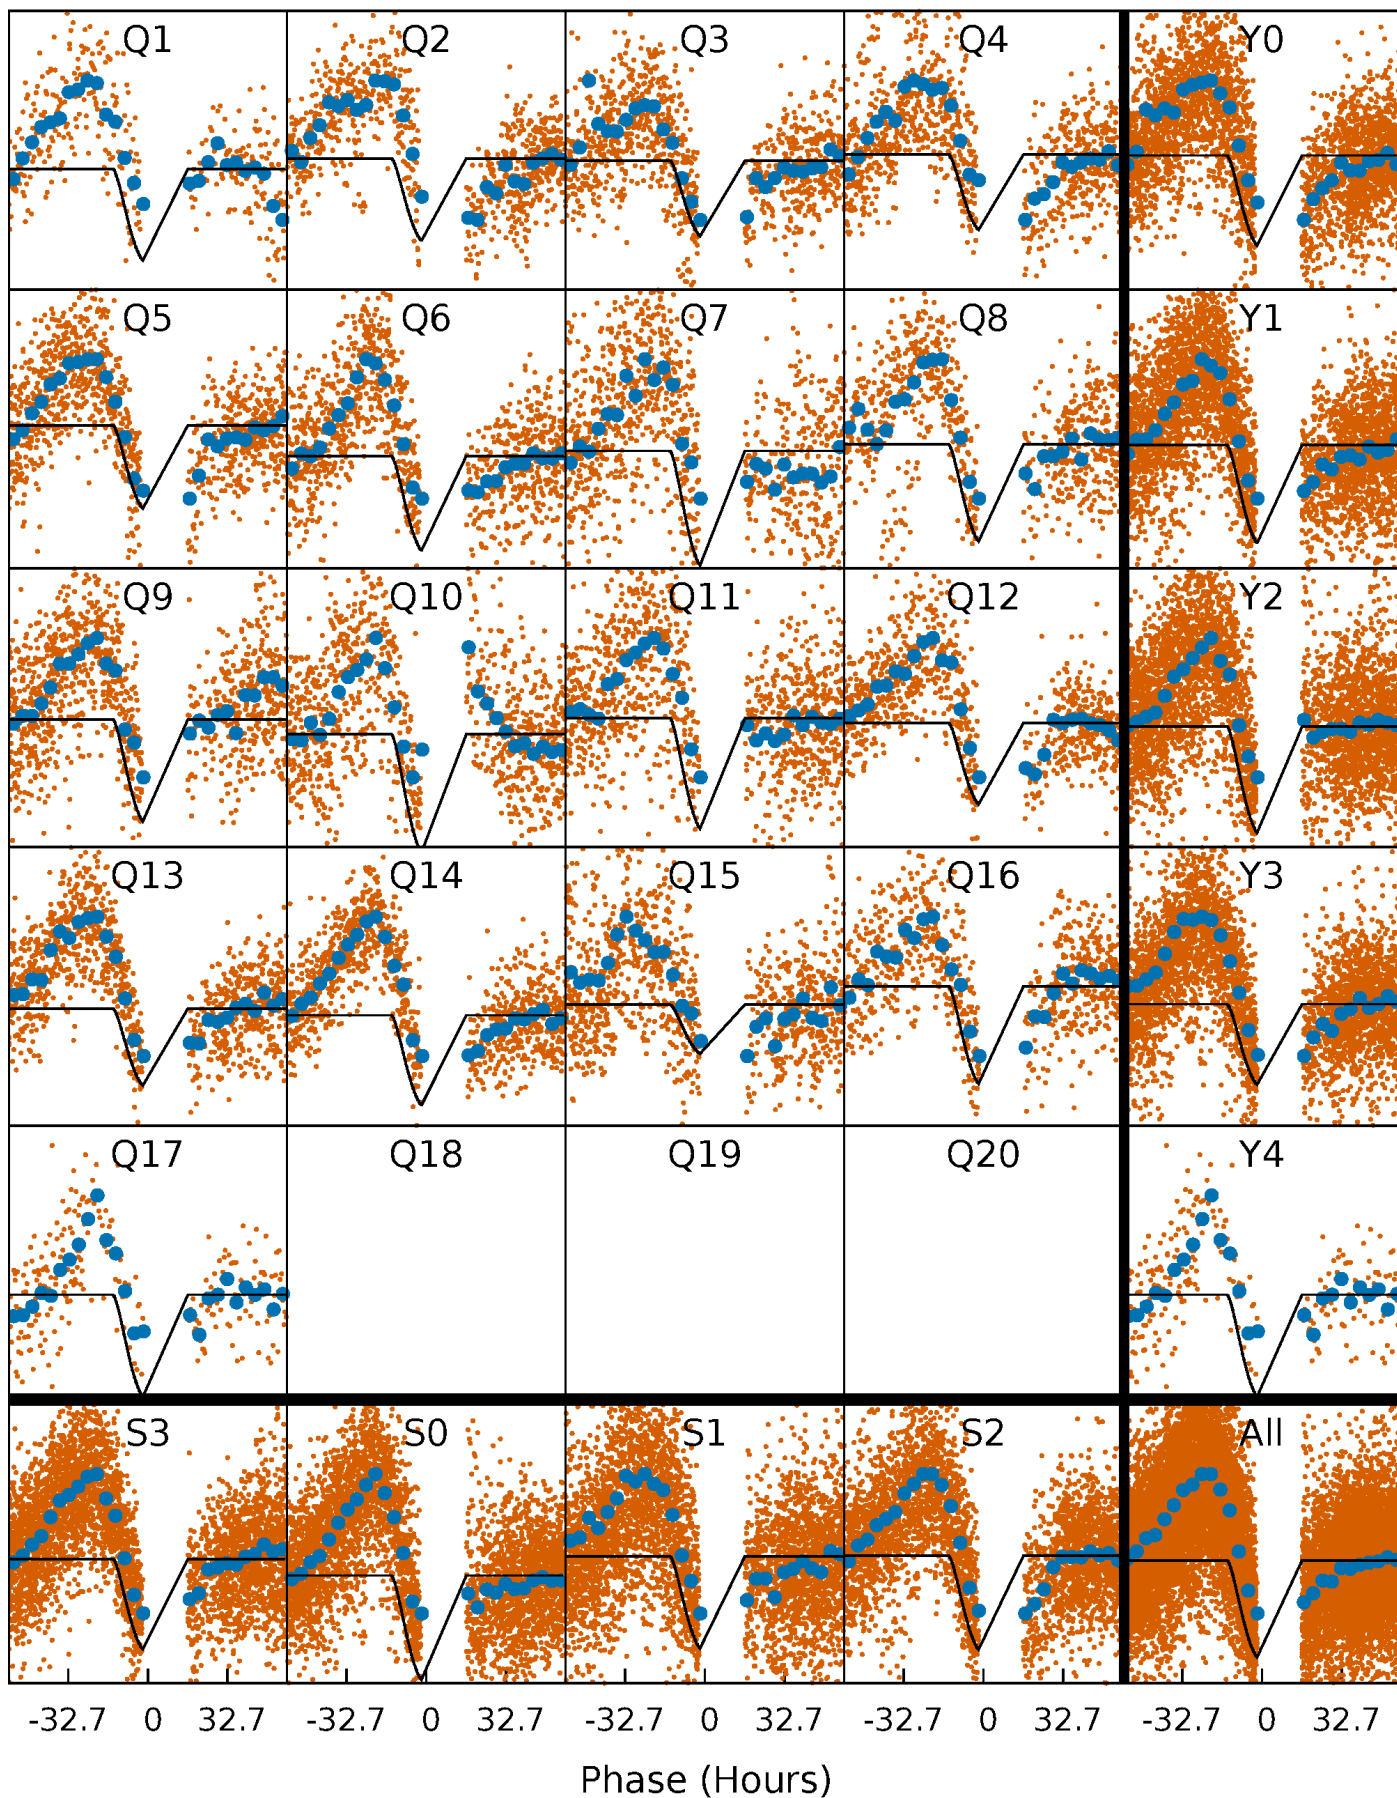 Q1 Q2 Q3 Q4 Y0
Q5 Q6 Q7 Q8 Y1
Q9 Q10 Q11 Q12 Y2
Q13 Q14 Q15 Q16 Y3
Q17 Q18 Q19 Q20 Y4
S3 S0 S1 S2 All
-32.7 0 32.7 -32.7 0 32.7 -32.7 0 32.7 -32.7 0 32.7 -32.7 0 32.7
Phase (Hours)